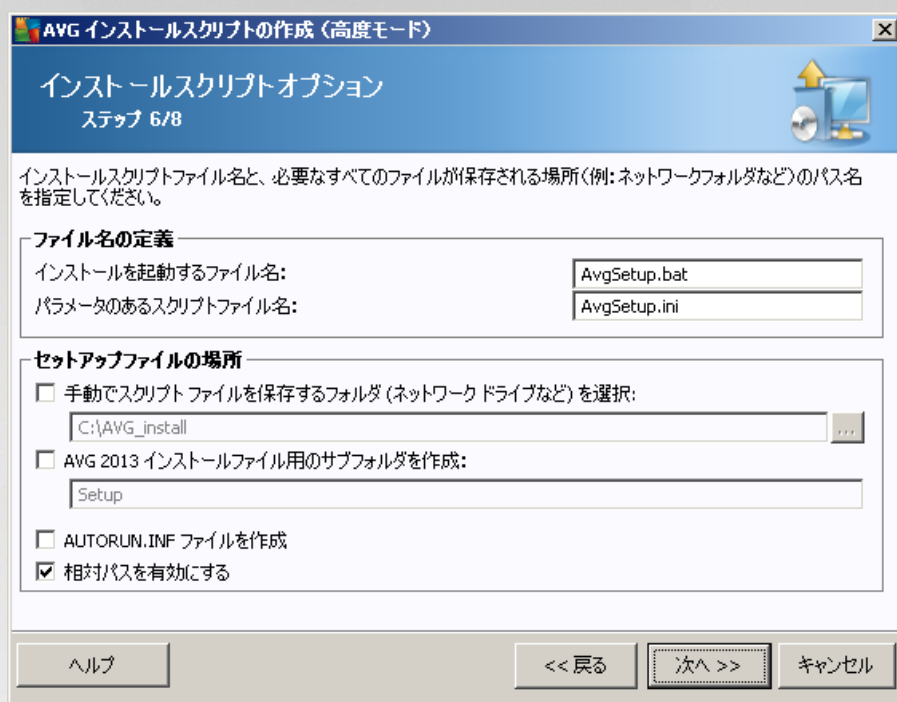 AVG インストールスクリプトの作成 (高度モード)
インストールスクリプトオプション
ステップ 6/8
インストールスクリプトファイル名と、必要なすべてのファイルが保存される場所(例: ネットワークフォルダなど)のパス名
を指定してください。
ファイル名の定義
インストールを起動するファイル名:
AvgSetup.bat
パラメータのあるスクリプトファイル名:
AvgSetup.ini
セットアップファイルの場所
手動でスクリプト ファイルを保存するフォルダ (ネットワーク ドライブなど) を選択:
C:\AVG_install
...
AVG 2013 インストールファイル用のサブフォルダを作成:
Setup
AUTORUN.INF ファイルを作成
相対パスを有効にする
ヘルプ
<< 戻る
次へ >>
キャンセル